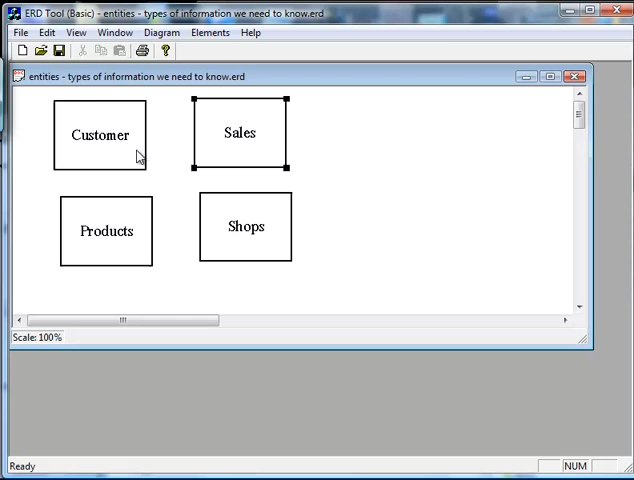 ERD Tool (Basic) - entities - types of information we need to know.erd
File Edit View Window Diagram Elements Help
entities - types of information we need to know.erd
Customer
Sales
Products
Shops
Scale: 100%
Ready
NUM